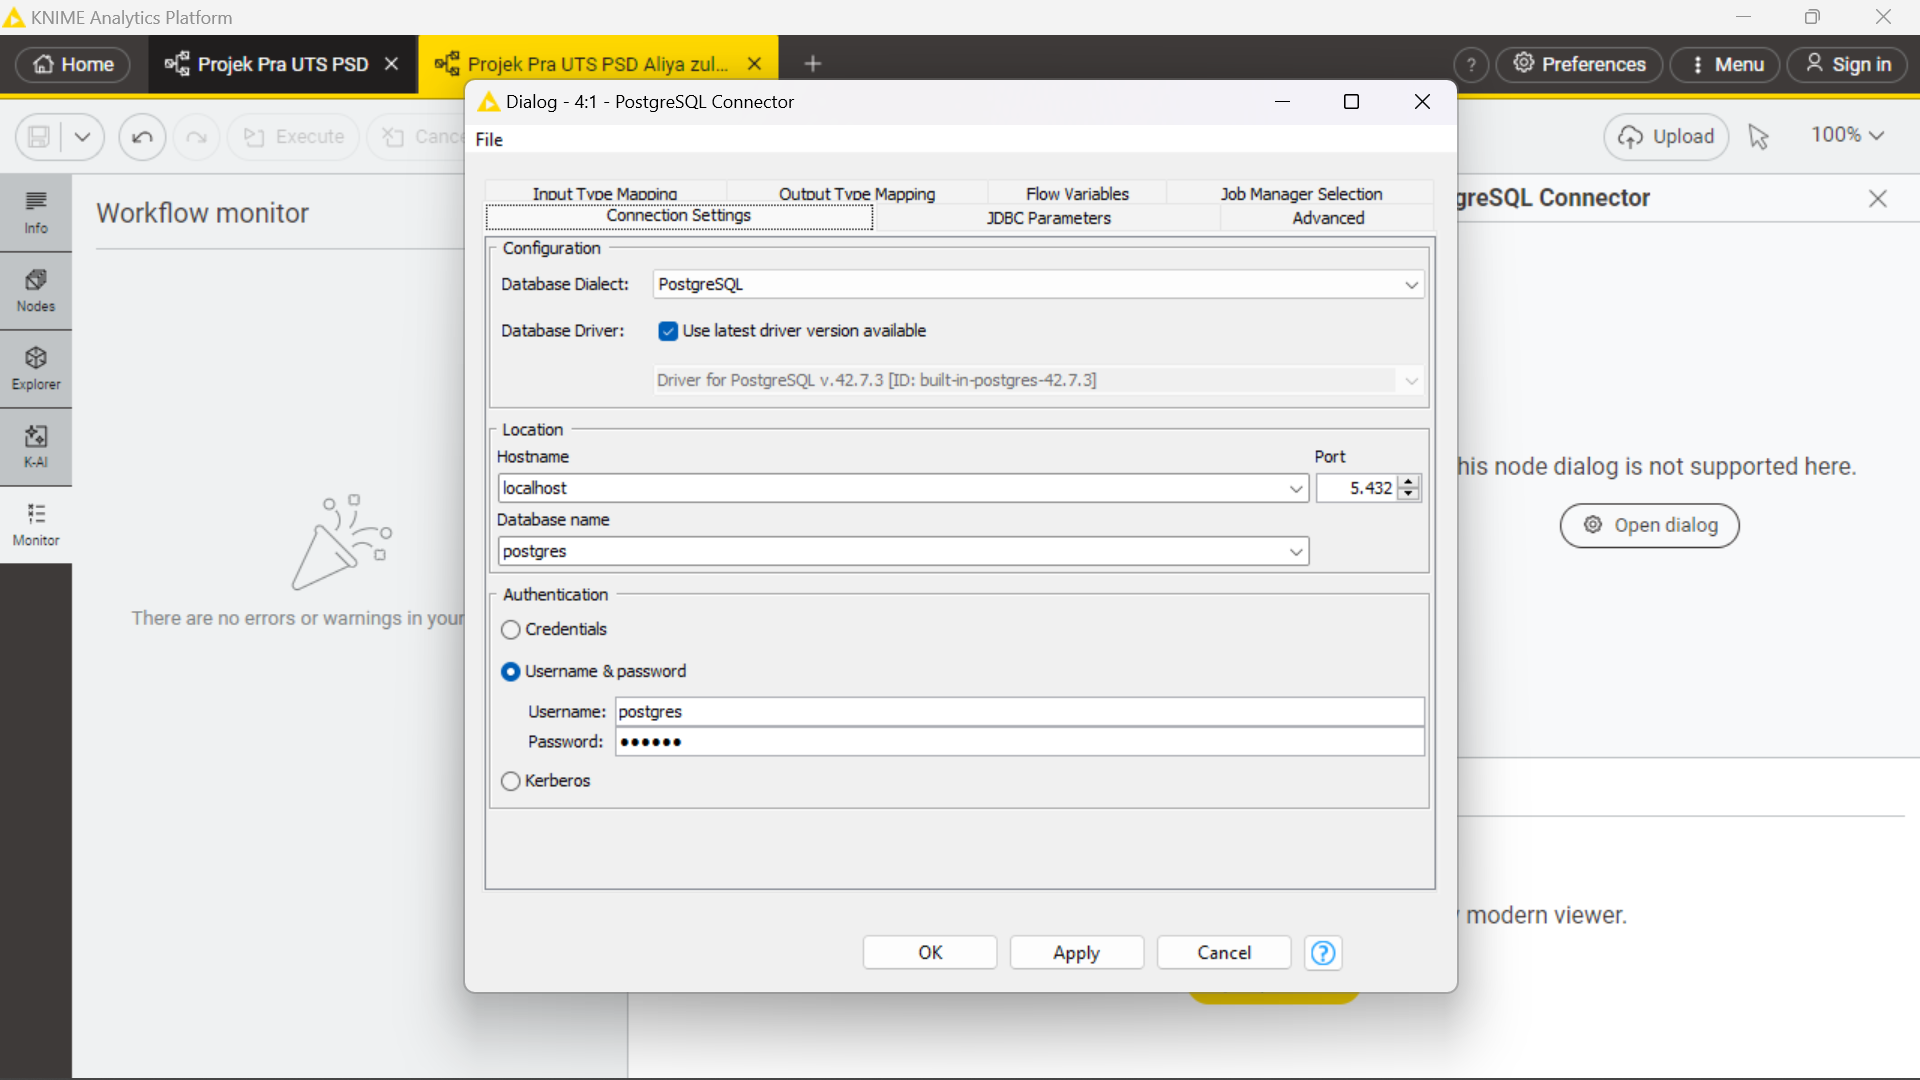 KNIME Analytics Platform
Home
Projek Pra UTS PSD
Projek Pra UTS PSD Aliya zul...
?
Preferences
Menu
Sign in
Execute
Upload
100%
Info
Nodes
Explorer
K-AI
Monitor
Workflow monitor
There are no errors or warnings in your
Dialog - 4:1 - PostgreSQL Connector
File
Input Type Mapping
Output Type Mapping
Flow Variables
Job Manager Selection
Connection Settings
JDBC Parameters
Advanced
Configuration
Database Dialect:
PostgreSQL
Database Driver:
Use latest driver version available
Driver for PostgreSQL v.42.7.3 [ID: built-in-postgres-42.7.3]
Location
Hostname
Port
localhost
5.432
Database name
postgres
Authentication
Credentials
Username & password
Username:
postgres
Password:
••••••
Kerberos
OK
Apply
Cancel
?
greSQL Connector
his node dialog is not supported here.
Open dialog
modern viewer.